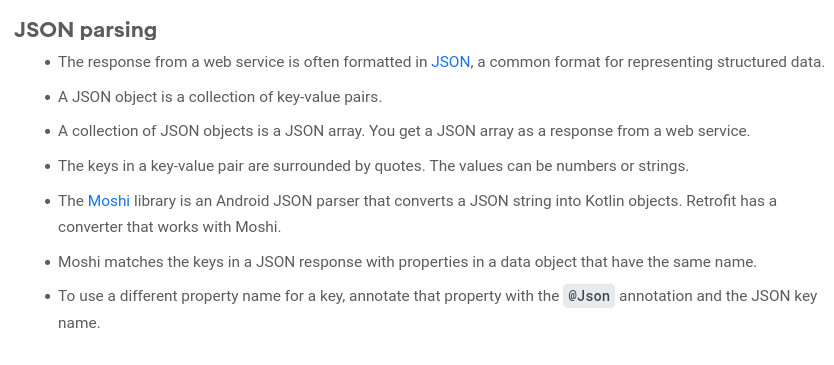 JSON parsing
• The response from a web service is often formatted in JSON, a common format for representing structured data.
• A JSON object is a collection of key-value pairs.
• A collection of JSON objects is a JSON array. You get a JSON array as a response from a web service.
• The keys in a key-value pair are surrounded by quotes. The values can be numbers or strings.
• The Moshi library is an Android JSON parser that converts a JSON string into Kotlin objects. Retrofit has a
converter that works with Moshi.
• Moshi matches the keys in a JSON response with properties in a data object that have the same name.
• To use a different property name for a key, annotate that property with the @Json annotation and the JSON key
name.